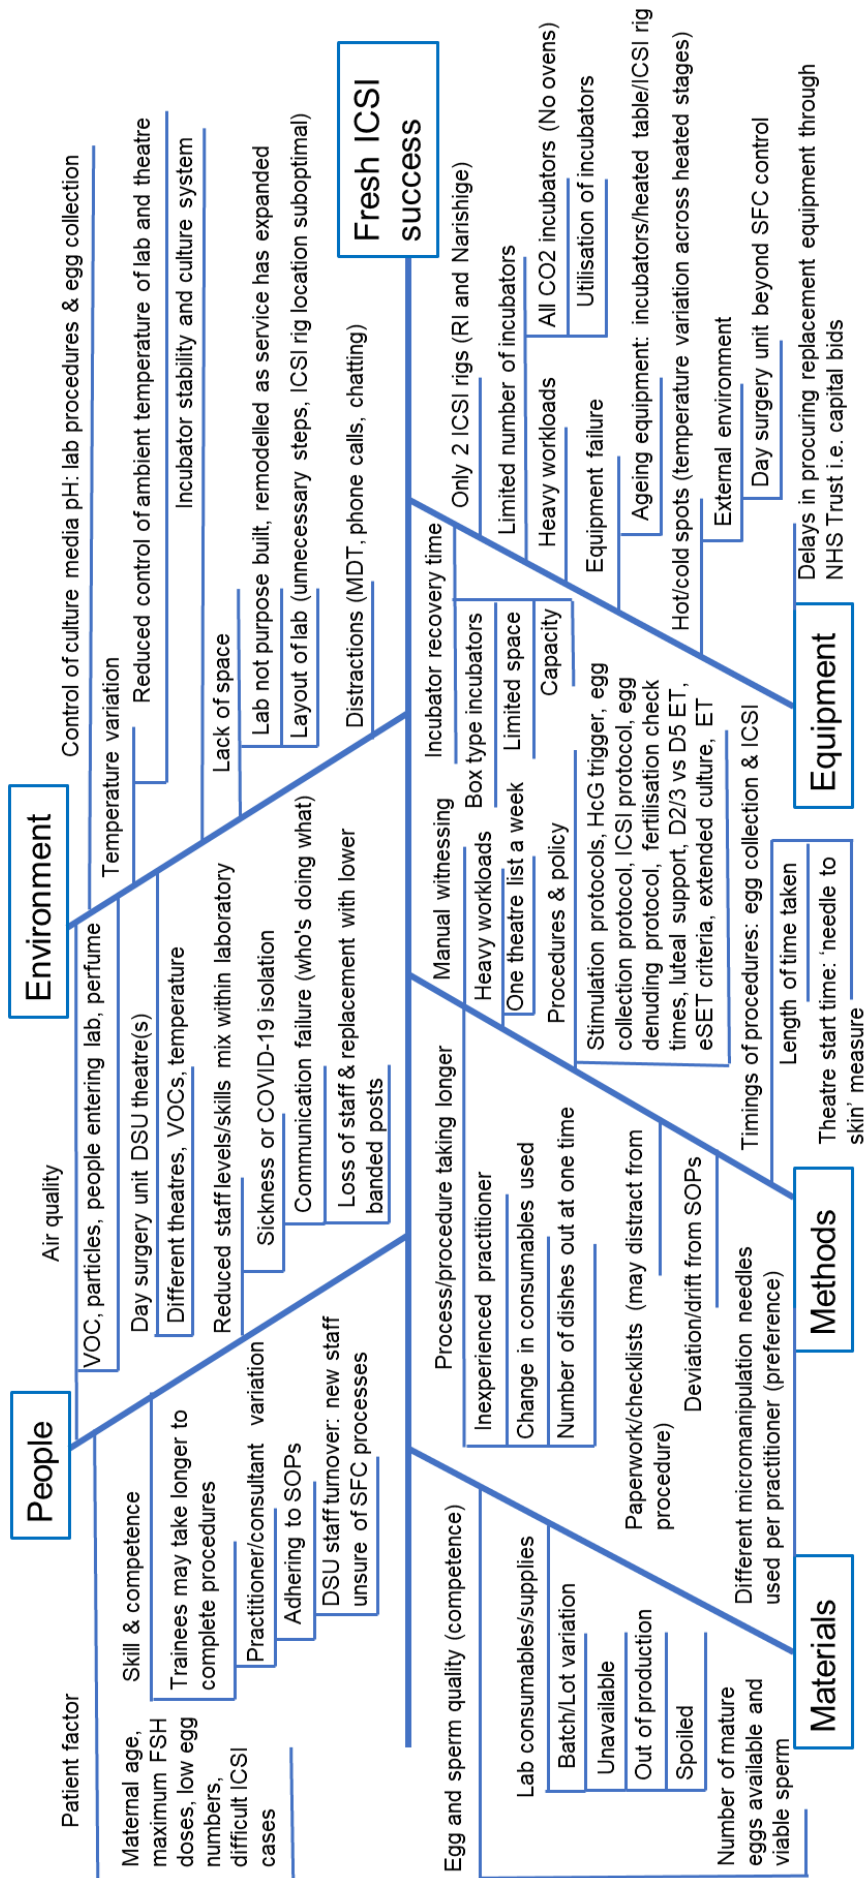 People
Patient factor
Maternal age,
maximum FSH
doses, low egg
numbers,
difficult ICSI
cases
Skill & competence
Trainees may take longer to
complete procedures
Practitioner/consultant variation
Adhering to SOPs
DSU staff turnover: new staff
unsure of SFC processes
Environment
Air quality
VOC, particles, people entering lab, perfume
Day surgery unit DSU theatre(s)
Different theatres, VOCs, temperature
Reduced staff levels/skills mix within laboratory
Sickness or COVID-19 isolation
Communication failure (who's doing what)
Loss of staff & replacement with lower
banded posts
Control of culture media pH: lab procedures & egg collection
Temperature variation
Reduced control of ambient temperature of lab and theatre
Incubator stability and culture system
Lack of space
Lab not purpose built, remodelled as service has expanded
Layout of lab (unnecessary steps, ICSI rig location suboptimal)
Distractions (MDT, phone calls, chatting)
Fresh ICSI
success
Egg and sperm quality (competence)
Lab consumables/supplies
Batch/Lot variation
Unavailable
Out of production
Spoiled
Number of mature
eggs available and
viable sperm
Materials
Process/procedure taking longer
Inexperienced practitioner
Change in consumables used
Number of dishes out at one time
Paperwork/checklists (may distract from
procedure)
Deviation/drift from SOPs
Different micromanipulation needles
used per practitioner (preference)
Methods
Manual witnessing
Heavy workloads
One theatre list a week
Procedures & policy
Stimulation protocols, HcG trigger, egg
collection protocol, ICSI protocol, egg
denuding protocol, fertilisation check
times, luteal support, D2/3 vs D5 ET,
eSET criteria, extended culture, ET
Timings of procedures: egg collection & ICSI
Length of time taken
Theatre start time: 'needle to
skin' measure
Incubator recovery time
Box type incubators
Limited space
Capacity
Equipment
Only 2 ICSI rigs (RI and Narishige)
Limited number of incubators
All CO2 incubators (No ovens)
Utilisation of incubators
Heavy workloads
Equipment failure
Ageing equipment: incubators/heated table/ICSI rig
Hot/cold spots (temperature variation across heated stages)
External environment
Day surgery unit beyond SFC control
Delays in procuring replacement equipment through
NHS Trust i.e. capital bids